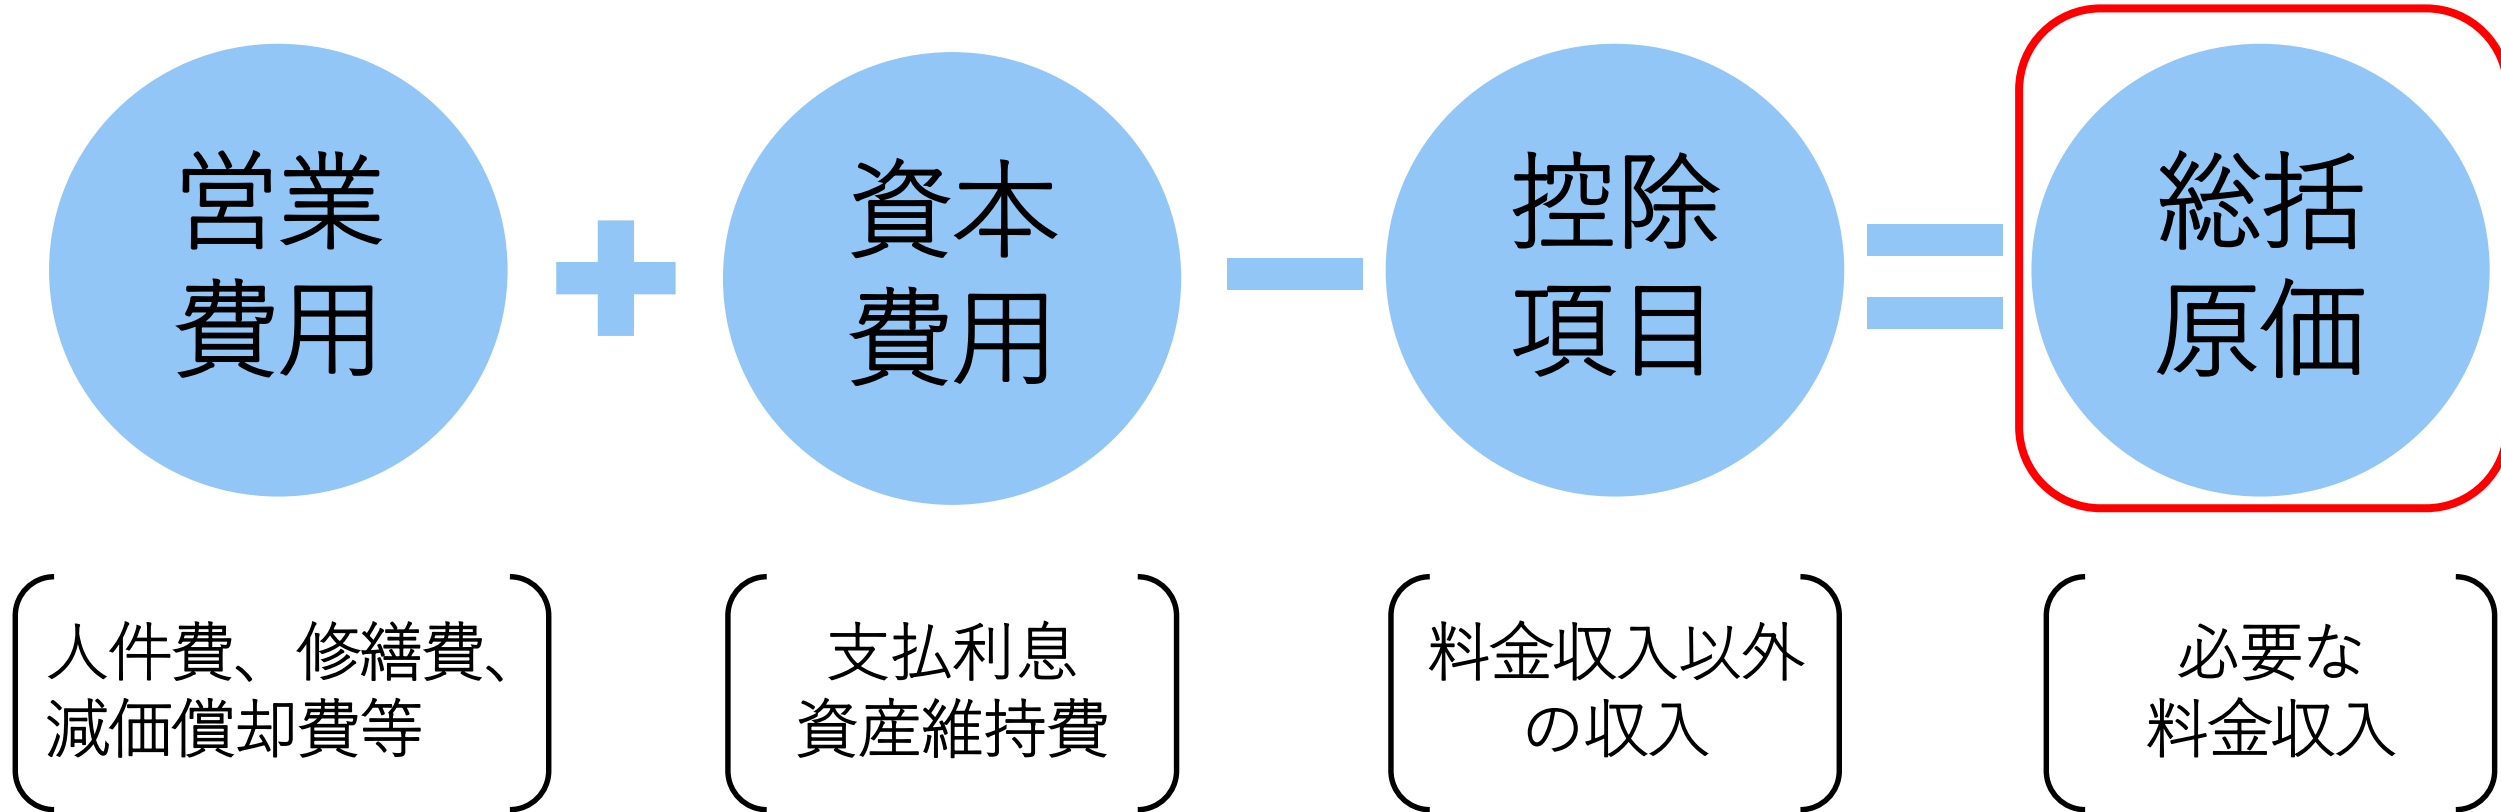 営業
費用
資本
費用
控除
項目
総括
原価
人件費、修繕費、
減価償却費等
支払利息
資産維持費
料金収入以外
の収入
必要な
料金収入